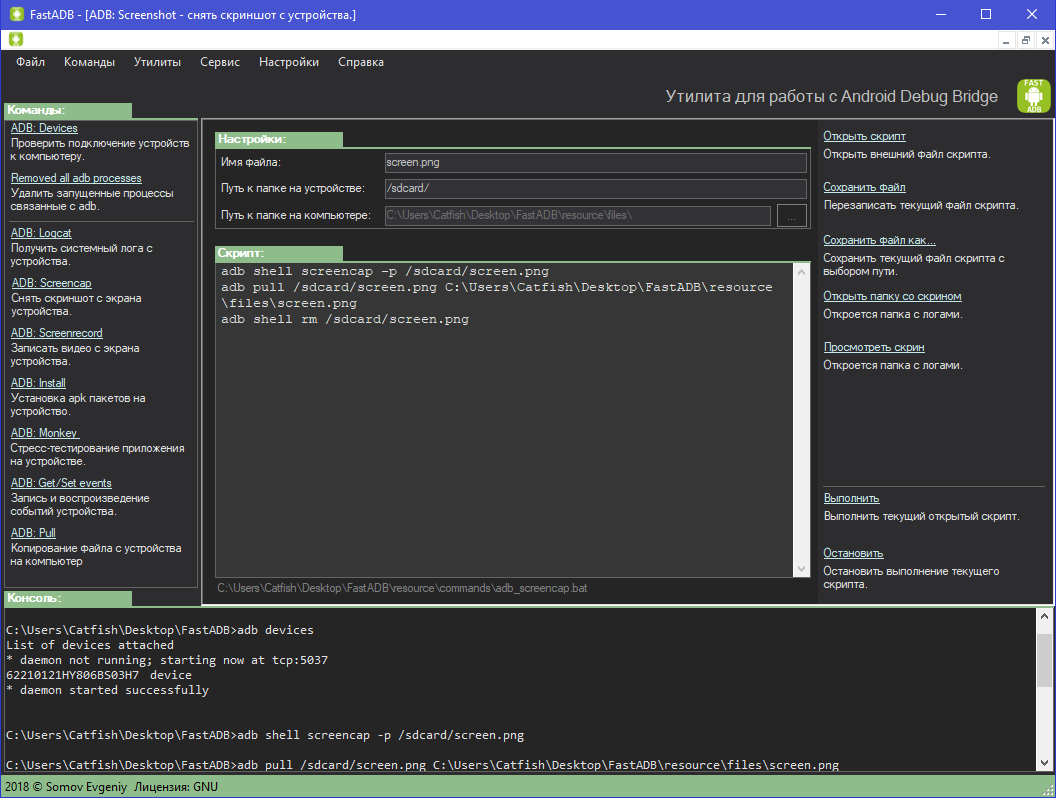 FastADB - [ADB: Screenshot - снять скриншот с устройства.]
Файл Команды Утилиты Сервис Настройки Справка
Утилита для работы с Android Debug Bridge
FAST
ADB
Команды:
ADB: Devices
Проверить подключение устройств
к компьютеру.
Removed all adb processes
Удалить запущенные процессы
связанные с adb.
ADB: Logcat
Получить системный лога с
устройства.
ADB: Screencap
Снять скриншот с экрана
устройства.
ADB: Screenrecord
Записать видео с экрана
устройства.
ADB: Install
Установка apk пакетов на
устройство.
ADB: Monkey
Стресс-тестирование приложения
на устройстве.
ADB: Get/Set events
Запись и воспроизведение
событий устройства.
ADB: Pull
Копирование файла с устройства
на компьютер
Настройки:
Имя файла: screen.png
Путь к папке на устройстве: /sdcard/
Путь к папке на компьютере: C:\Users\Catfish\Desktop\FastADB\resource\files\ ...
Скрипт:
adb shell screencap -p /sdcard/screen.png
adb pull /sdcard/screen.png C:\Users\Catfish\Desktop\FastADB\resource
\files\screen.png
adb shell rm /sdcard/screen.png
C:\Users\Catfish\Desktop\FastADB\resource\commands\adb_screencap.bat
Открыть скрипт
Открыть внешний файл скрипта.
Сохранить файл
Перезаписать текущий файл скрипта.
Сохранить файл как...
Сохранить текущий файл скрипта с
выбором пути.
Открыть папку со скрином
Откроется папка с логами.
Просмотреть скрин
Откроется папка с логами.
Выполнить
Выполнить текущий открытый скрипт.
Остановить
Остановить выполнение текущего
скрипта.
Консоль:
C:\Users\Catfish\Desktop\FastADB>adb devices
List of devices attached
* daemon not running; starting now at tcp:5037
62210121HY806BS03H7 device
* daemon started successfully
C:\Users\Catfish\Desktop\FastADB>adb shell screencap -p /sdcard/screen.png
C:\Users\Catfish\Desktop\FastADB>adb pull /sdcard/screen.png C:\Users\Catfish\Desktop\FastADB\resource\files\screen.png
2018 © Somov Evgeniy Лицензия: GNU